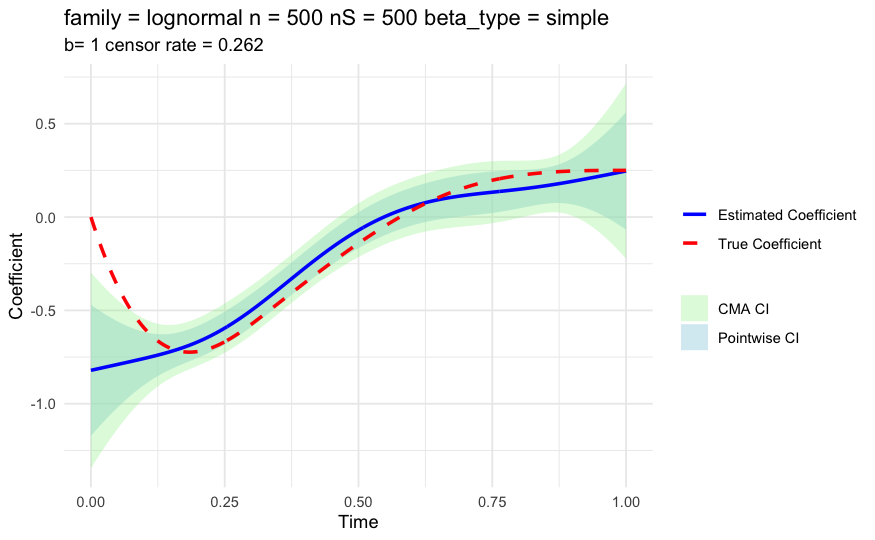 family = lognormal n = 500 nS = 500 beta_type = simple
b= 1 censor rate = 0.262
Coefficient
0.5
0.0
-0.5
-1.0
0.00
0.25
0.50
0.75
1.00
Time
Estimated Coefficient
True Coefficient
CMA CI
Pointwise CI